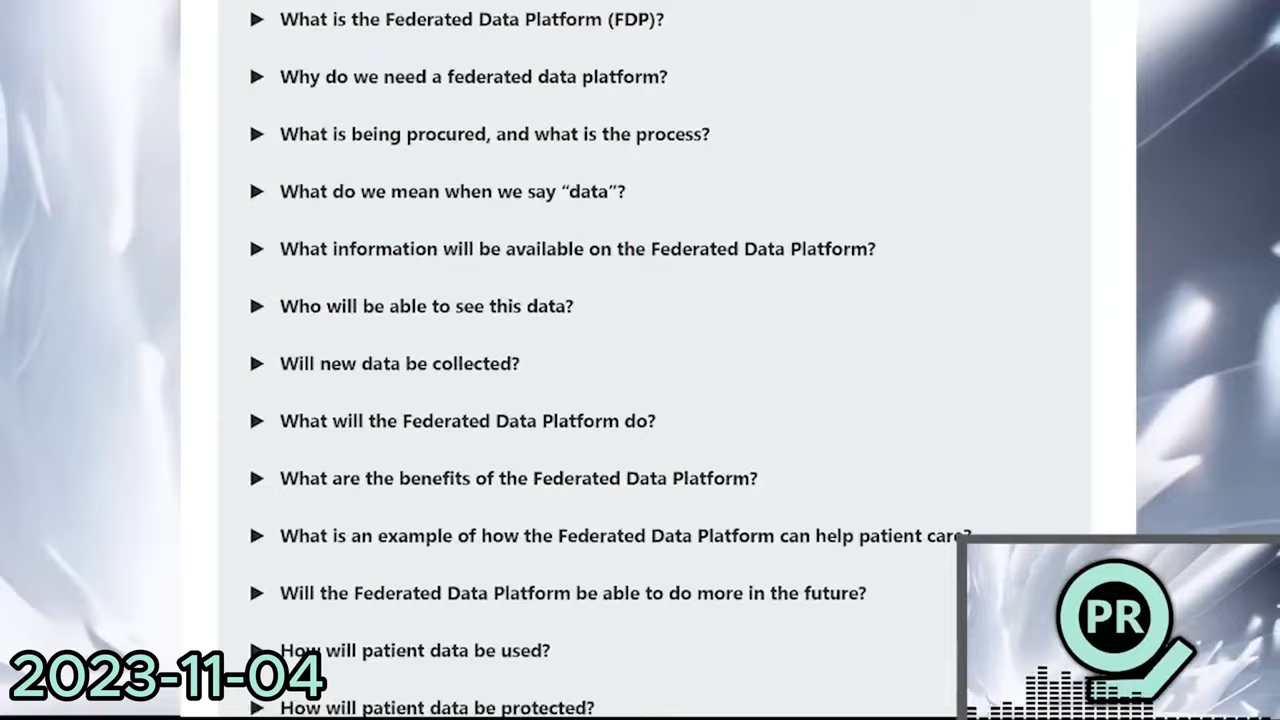 What is the Federated Data Platform (FDP)?
Why do we need a federated data platform?
What is being procured, and what is the process?
What do we mean when we say “data”?
What information will be available on the Federated Data Platform?
Who will be able to see this data?
Will new data be collected?
What will the Federated Data Platform do?
What are the benefits of the Federated Data Platform?
What is an example of how the Federated Data Platform can help patient care?
Will the Federated Data Platform be able to do more in the future?
How will patient data be used?
How will patient data be protected?
2023-11-04
PR